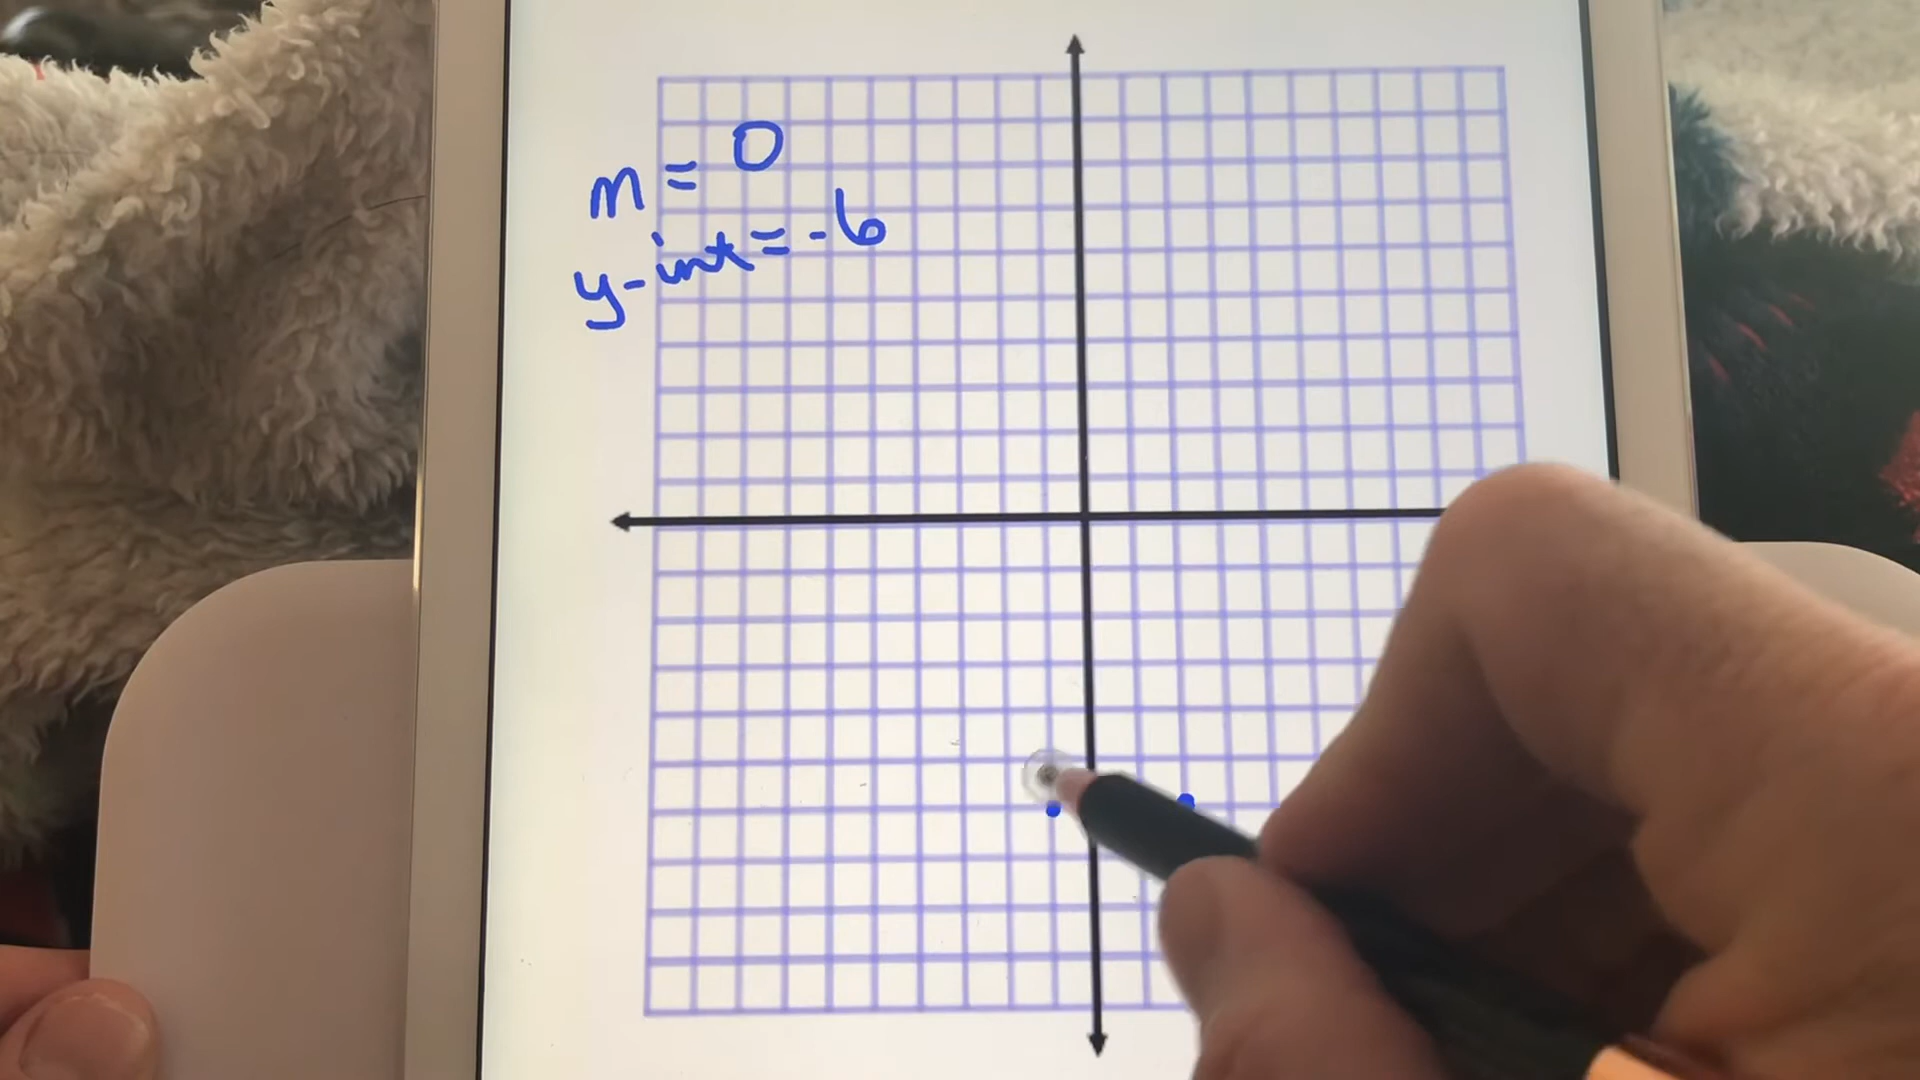 m = 0
y-int = -6